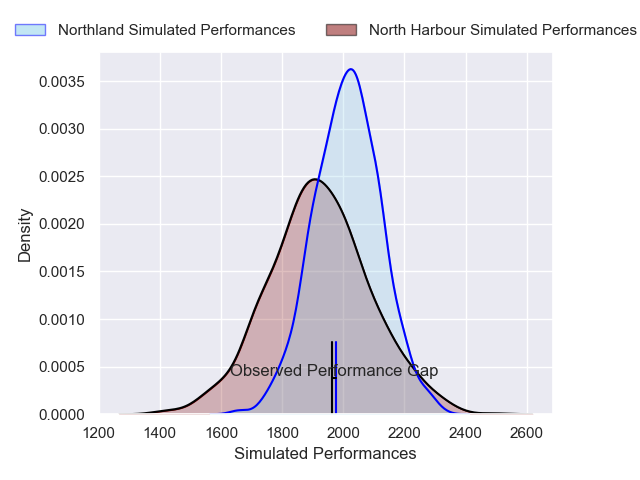 Northland Simulated Performances
North Harbour Simulated Performances
0.0035
0.0030
0.0025
0.0020
0.0015
0.0010
0.0005
0.0000
Density
Observed Performance Gap
1200 1400 1600 1800 2000 2200 2400 2600
Simulated Performances